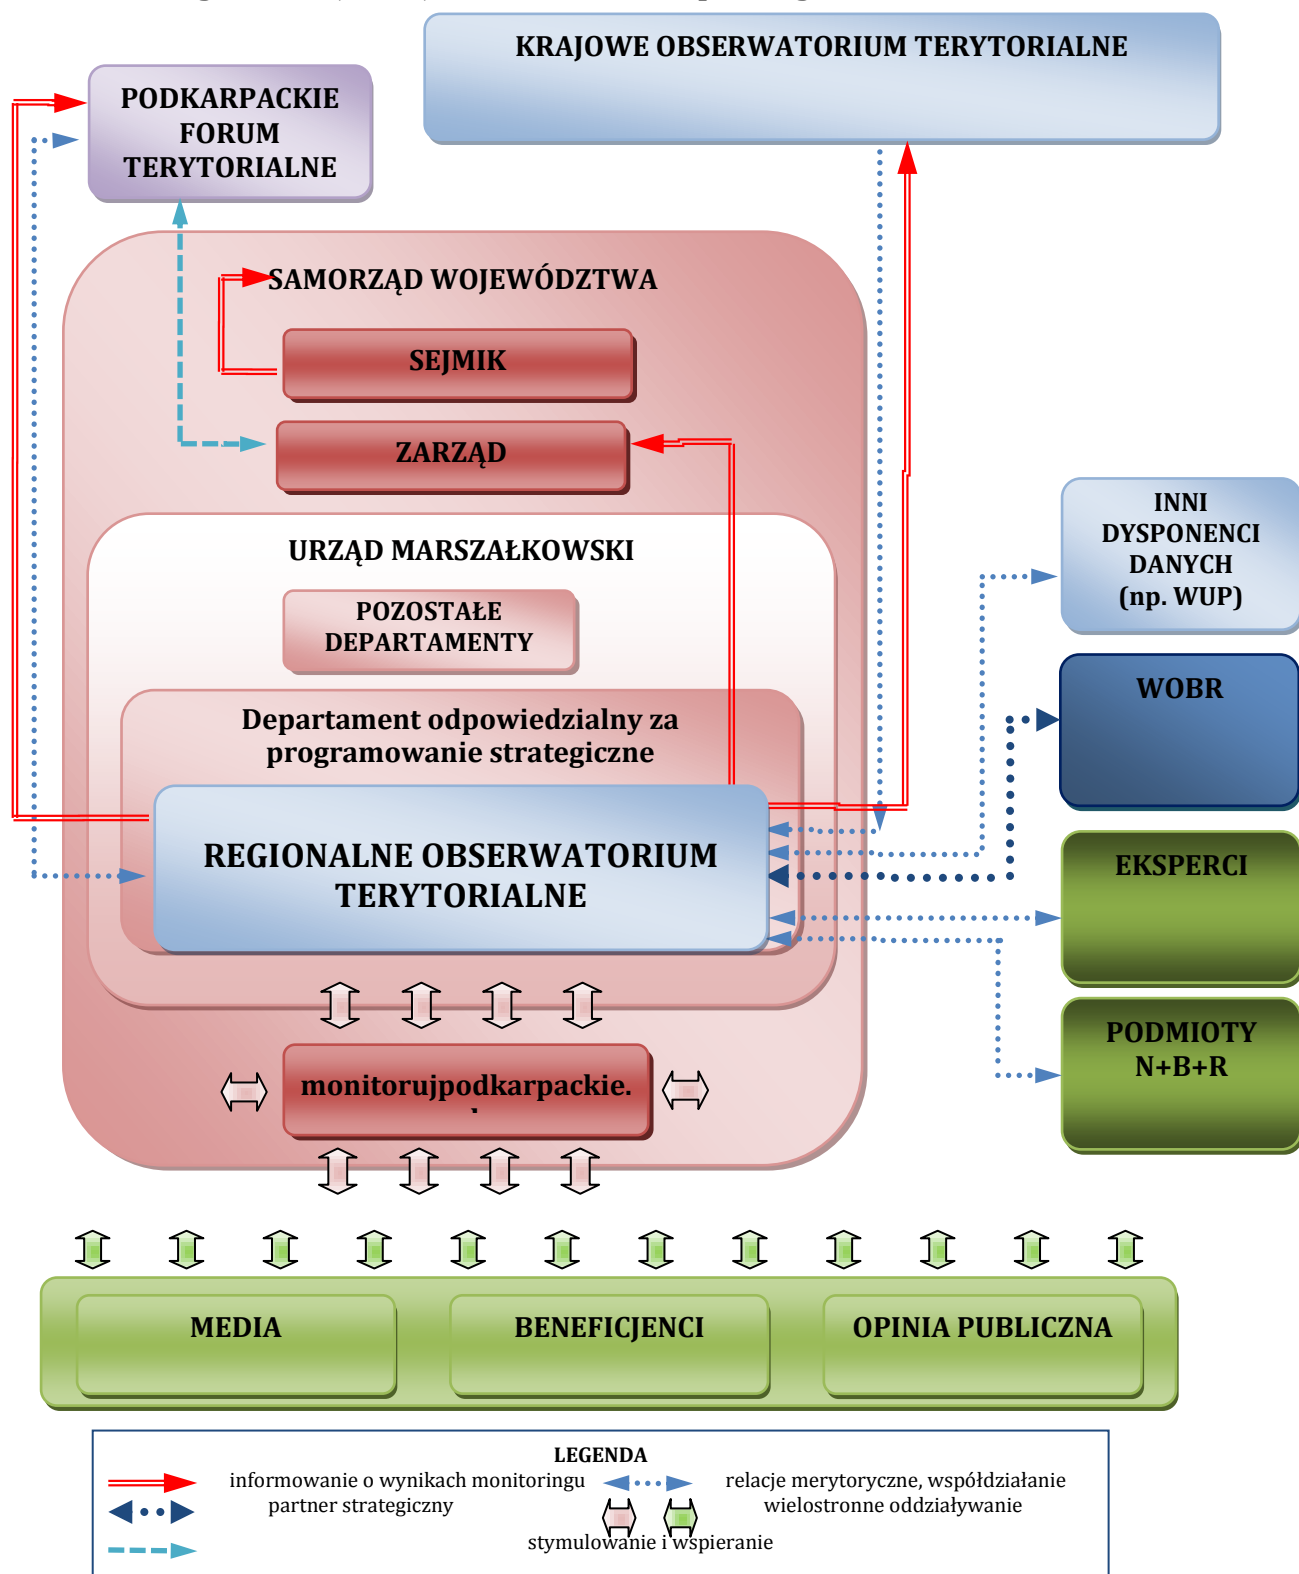 KRAJOWE OBSERWATORIUM TERYTORIALNE
PODKARPACKIE
FORUM
TERYTORIALNE
SAMORZĄD WOJEWÓDZTWA
SEJMIK
ZARZĄD
URZĄD MARSZAŁKOWSKI
POZOSTAŁE
DEPARTAMENTY
Departament odpowiedzialny za
programowanie strategiczne
REGIONALNE OBSERWATORIUM
TERYTORIALNE
INNI
DYSPONENCI
DANYCH
(np. WUP)
WOBR
EKSPERCI
PODMIOTY
N+B+R
monitorujpodkarpackie.
MEDIA
BENEFICJENCI
OPINIA PUBLICZNA
LEGENDA
informowanie o wynikach monitoringu
relacje merytoryczne, współdziałanie
partner strategiczny
wielostronne oddziaływanie
stymulowanie i wspieranie